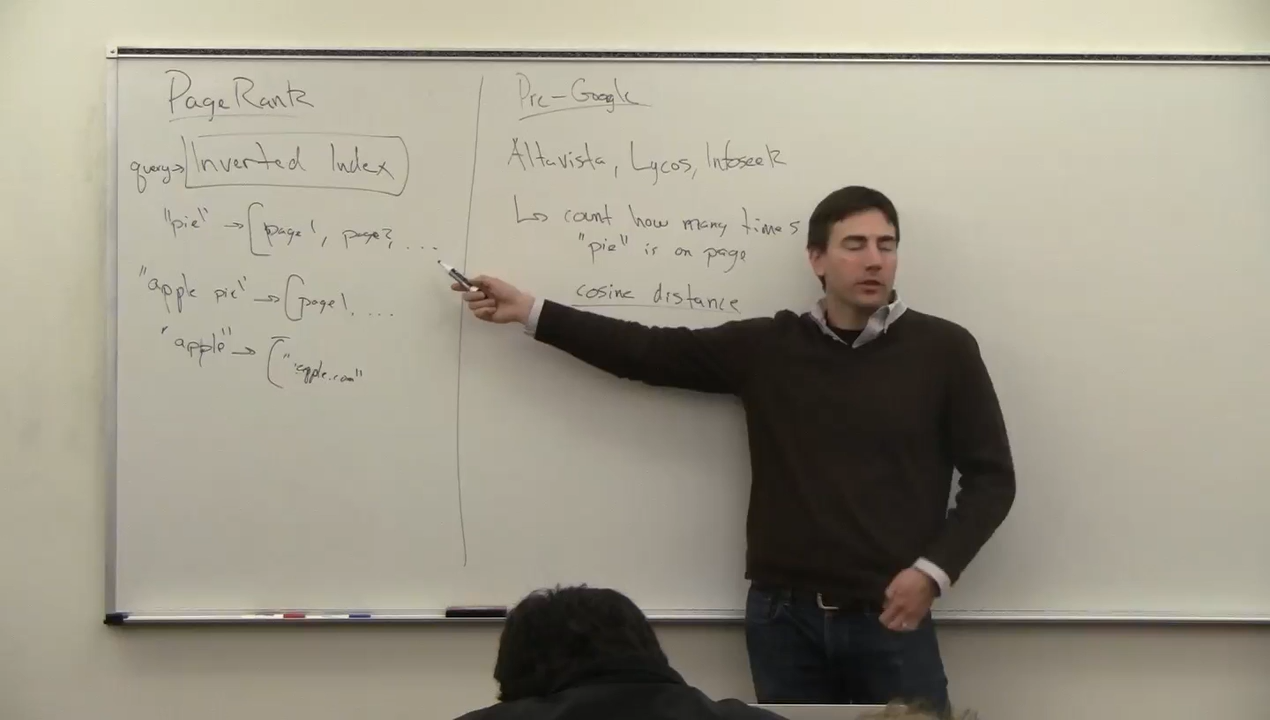 PageRank
query → Inverted Index
"pie" → [page1, page2, ...
"apple pie" → [page1, ...
"apple" → ["apple.com"
Pre-Google
Altavista, Lycos, Infoseek
↳ count how many times
"pie" is on page
cosine distance